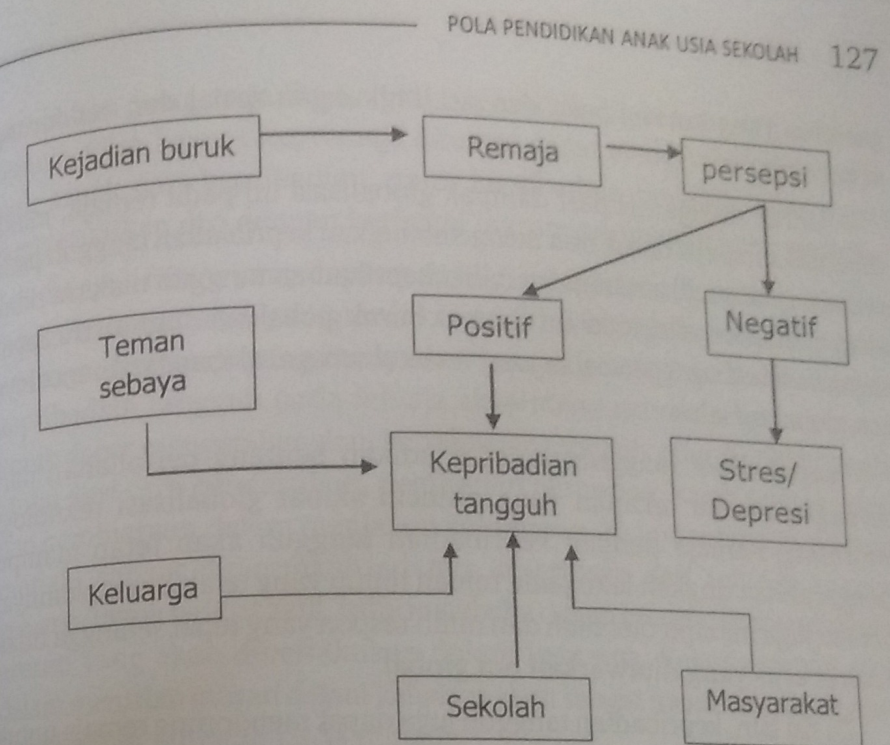 POLA PENDIDIKAN ANAK USIA SEKOLAH 127
Kejadian buruk
Remaja
persepsi
Positif
Negatif
Teman
sebaya
Kepribadian
tangguh
Stres/
Depresi
Keluarga
Sekolah
Masyarakat